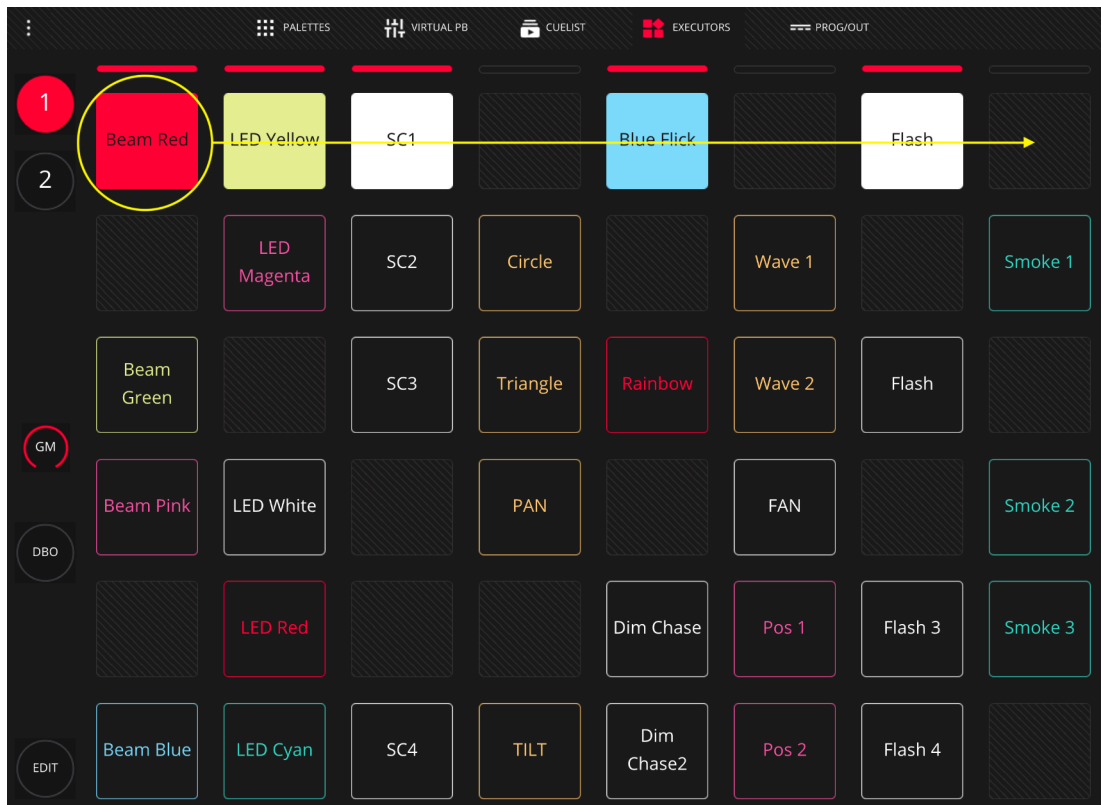 PALETTES VIRTUAL PB CUELIST EXECUTORS PROG/OUT
1
Beam Red LED Yellow SC1 Blue Flick Flash
2
LED
Magenta
SC2 Circle Wave 1 Smoke 1
Beam
Green
SC3 Triangle Rainbow Wave 2 Flash
GM
Beam Pink LED White PAN FAN Smoke 2
DBO
LED Red Dim Chase Pos 1 Flash 3 Smoke 3
Beam Blue LED Cyan SC4 TILT
Dim
Chase2
Pos 2 Flash 4
EDIT